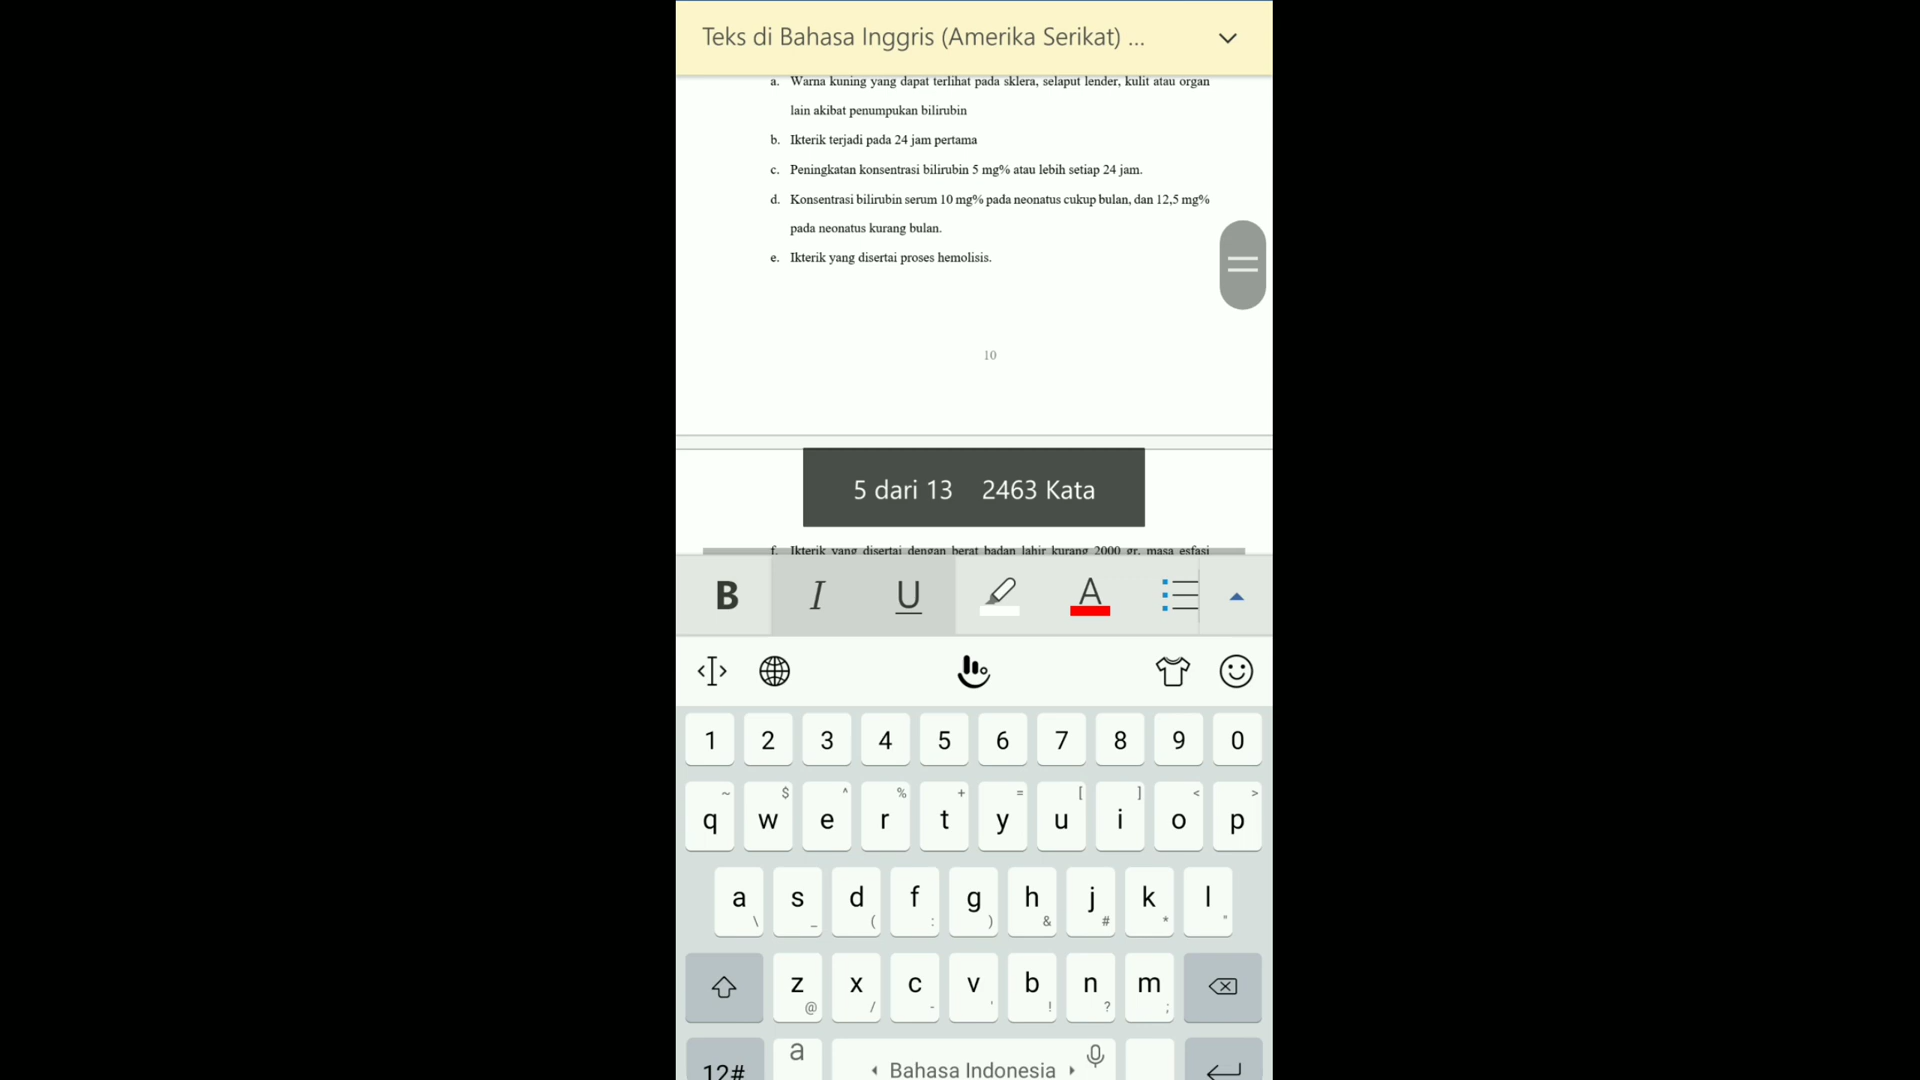 Teks di Bahasa Inggris (Amerika Serikat) ...
a. Warna kuning yang dapat terlihat pada sklera, selaput lender, kulit atau organ
lain akibat penumpukan bilirubin
b. Ikterik terjadi pada 24 jam pertama
c. Peningkatan konsentrasi bilirubin 5 mg% atau lebih setiap 24 jam.
d. Konsentrasi bilirubin serum 10 mg% pada neonatus cukup bulan, dan 12,5 mg%
pada neonatus kurang bulan.
e. Ikterik yang disertai proses hemolisis.
10
5 dari 13 2463 Kata
f. Ikterik yang disertai dengan berat badan lahir kurang 2000 gr, masa esfasi
B I U A
1 2 3 4 5 6 7 8 9 0
~ $ ^ % + = [ ] < >
q w e r t y u i o p
a s d f g h j k l
\ _ ( : ) & # * "
z x c v b n m
@ / - ' ! ? ;
12# a Bahasa Indonesia